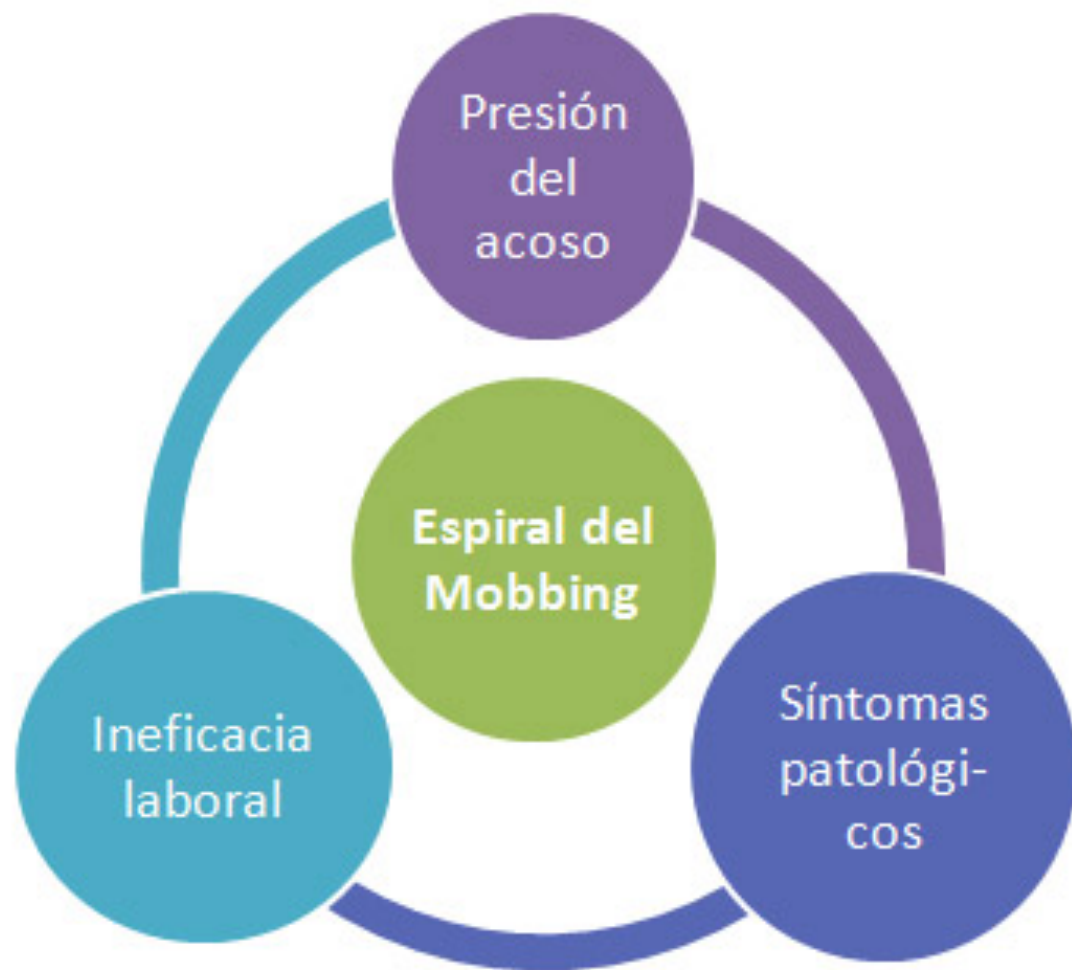 Presión
del
acoso
Espiral del
Mobbing
Síntomas
patológi-
cos
Ineficacia
laboral